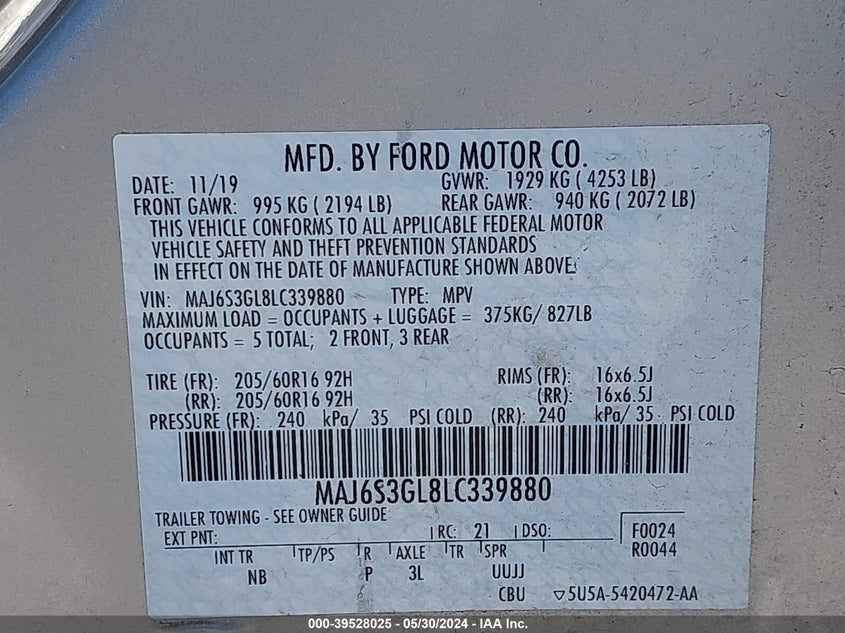 MFD. BY FORD MOTOR CO.
DATE: 11/19 GVWR: 1929 KG ( 4253 LB)
FRONT GAWR: 995 KG ( 2194 LB) REAR GAWR: 940 KG ( 2072 LB)
THIS VEHICLE CONFORMS TO ALL APPLICABLE FEDERAL MOTOR
VEHICLE SAFETY AND THEFT PREVENTION STANDARDS
IN EFFECT ON THE DATE OF MANUFACTURE SHOWN ABOVE.
VIN: MAJ6S3GL8LC339880 TYPE: MPV
MAXIMUM LOAD = OCCUPANTS + LUGGAGE = 375KG/ 827LB
OCCUPANTS = 5 TOTAL; 2 FRONT, 3 REAR
TIRE (FR): 205/60R16 92H RIMS (FR): 16x6.5J
(RR): 205/60R16 92H (RR): 16x6.5J
PRESSURE (FR): 240 kPa/ 35 PSI COLD (RR): 240 kPa/ 35 PSI COLD
MAJ6S3GL8LC339880
TRAILER TOWING - SEE OWNER GUIDE
EXT PNT: RC: 21 DSO: F0024
INT TR TP/PS R AXLE TR SPR R0044
NB P 3L UUJJ
CBU ▽5U5A-5420472-AA
000-39528025 - 05/30/2024 - IAA Inc.